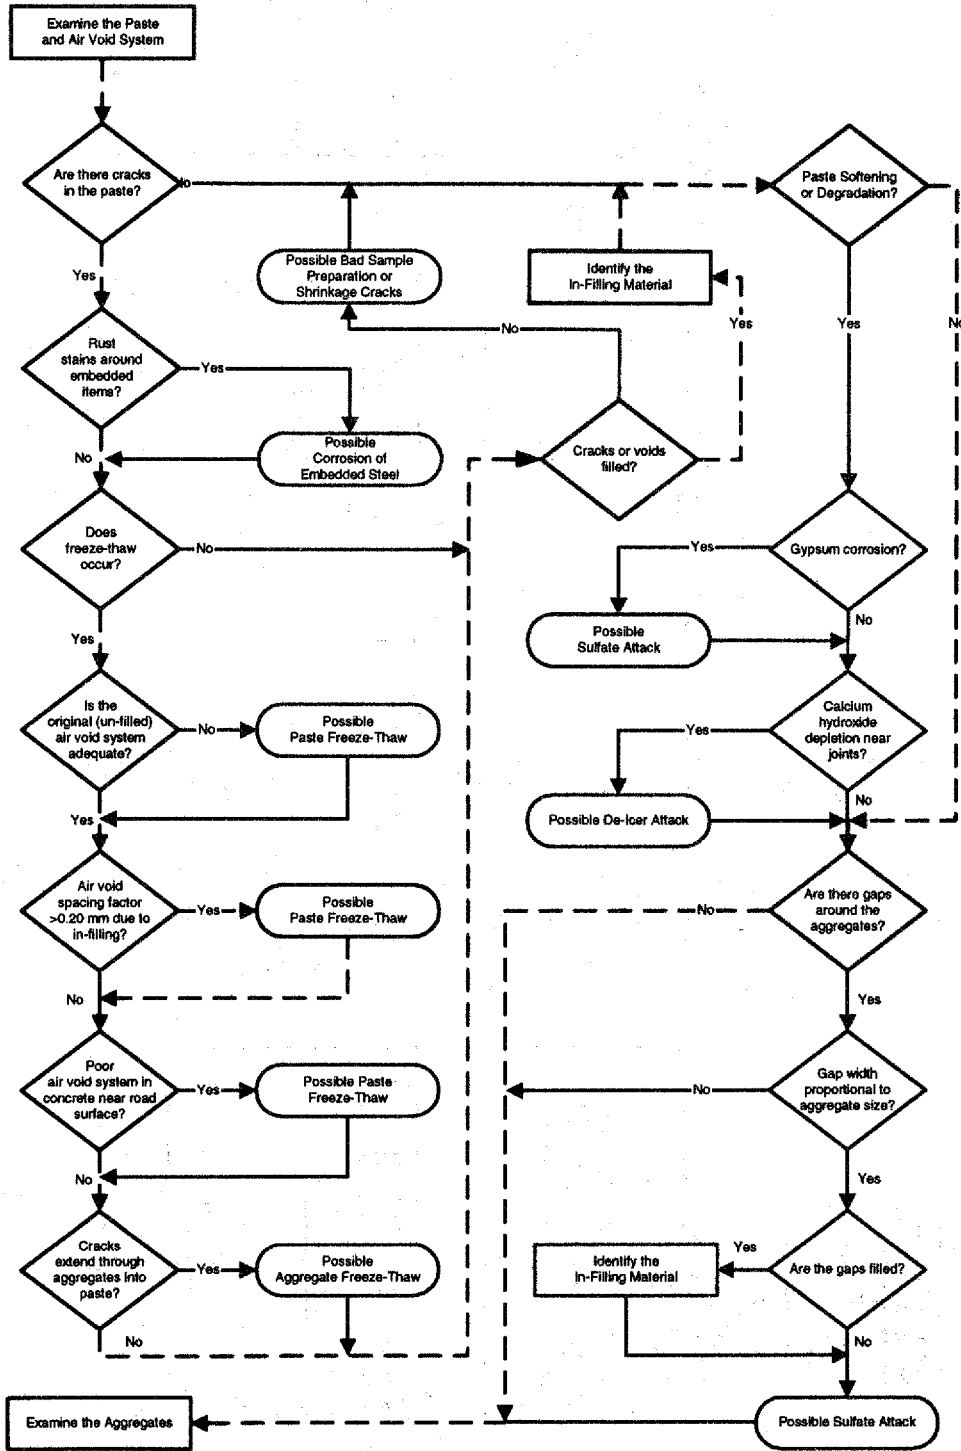 Examine the Paste
and Air Void System
Are there cracks
in the paste?
No
Paste Softening
or Degradation?
Possible Bad Sample
Preparation or
Shrinkage Cracks
Identify the
In-Filling Material
Yes
No
Yes
Yes
No
Rust
stains around
embedded
items?
Yes
Possible
Corrosion of
Embedded Steel
No
Cracks or voids
filled?
Does
freeze-thaw
occur?
No
Yes
Gypsum corrosion?
Yes
Possible
Sulfate Attack
No
Is the
original (un-filled)
air void system
adequate?
No
Possible
Paste Freeze-Thaw
Yes
Yes
Calcium
hydroxide
depletion near
joints?
Possible De-Icer Attack
No
Air void
spacing factor
>0.20 mm due to
in-filling?
Yes
Possible
Paste Freeze-Thaw
No
No
Are there gaps
around the
aggregates?
Yes
Poor
air void system in
concrete near road
surface?
Yes
Possible Paste
Freeze-Thaw
No
No
Gap width
proportional to
aggregate size?
Yes
Cracks
extend through
aggregates into
paste?
Yes
Possible
Aggregate Freeze-Thaw
No
Identify the
In-Filling Material
Yes
Are the gaps filled?
No
Examine the Aggregates
Possible Sulfate Attack